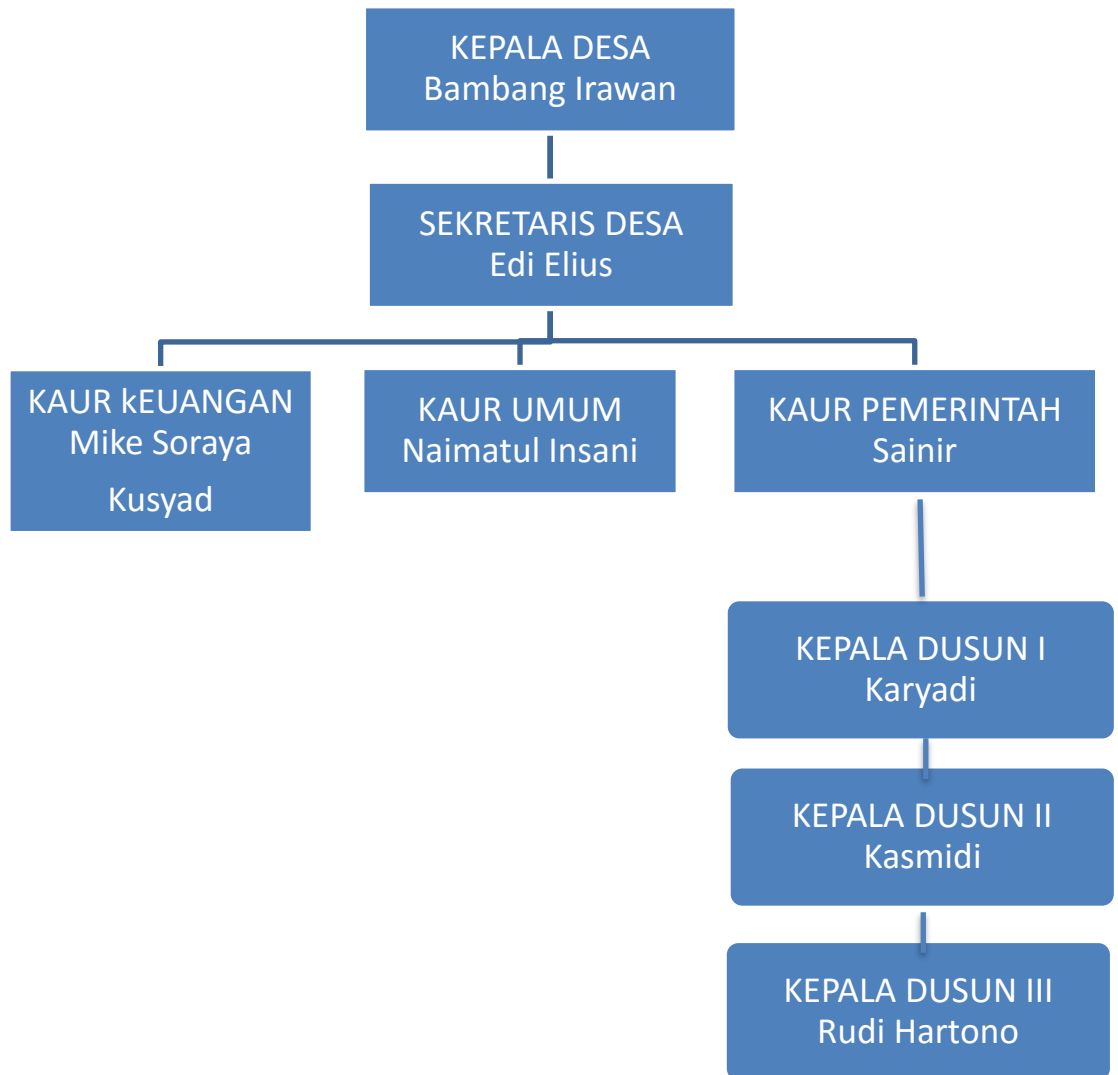 KEPALA DESA
Bambang Irawan
SEKRETARIS DESA
Edi Elius
KAUR kEUANGAN
Mike Soraya
Kusyad
KAUR UMUM
Naimatul Insani
KAUR PEMERINTAH
Sainir
KEPALA DUSUN I
Karyadi
KEPALA DUSUN II
Kasmidi
KEPALA DUSUN III
Rudi Hartono